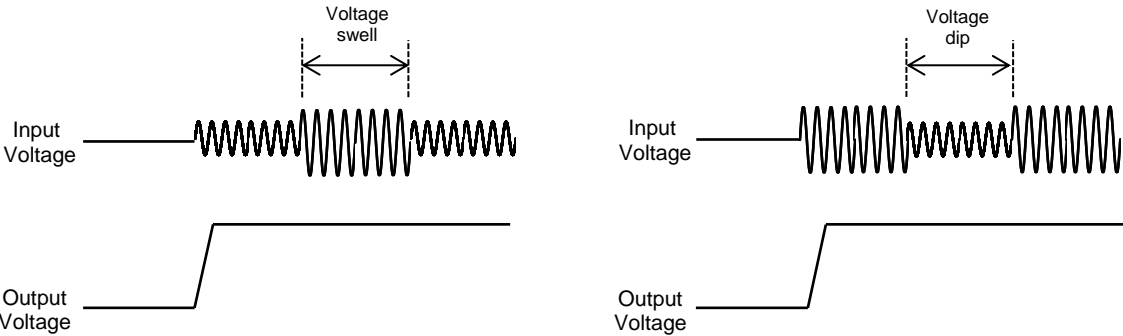 Voltage
swell
Input
Voltage
Output
Voltage
Voltage
dip
Input
Voltage
Output
Voltage